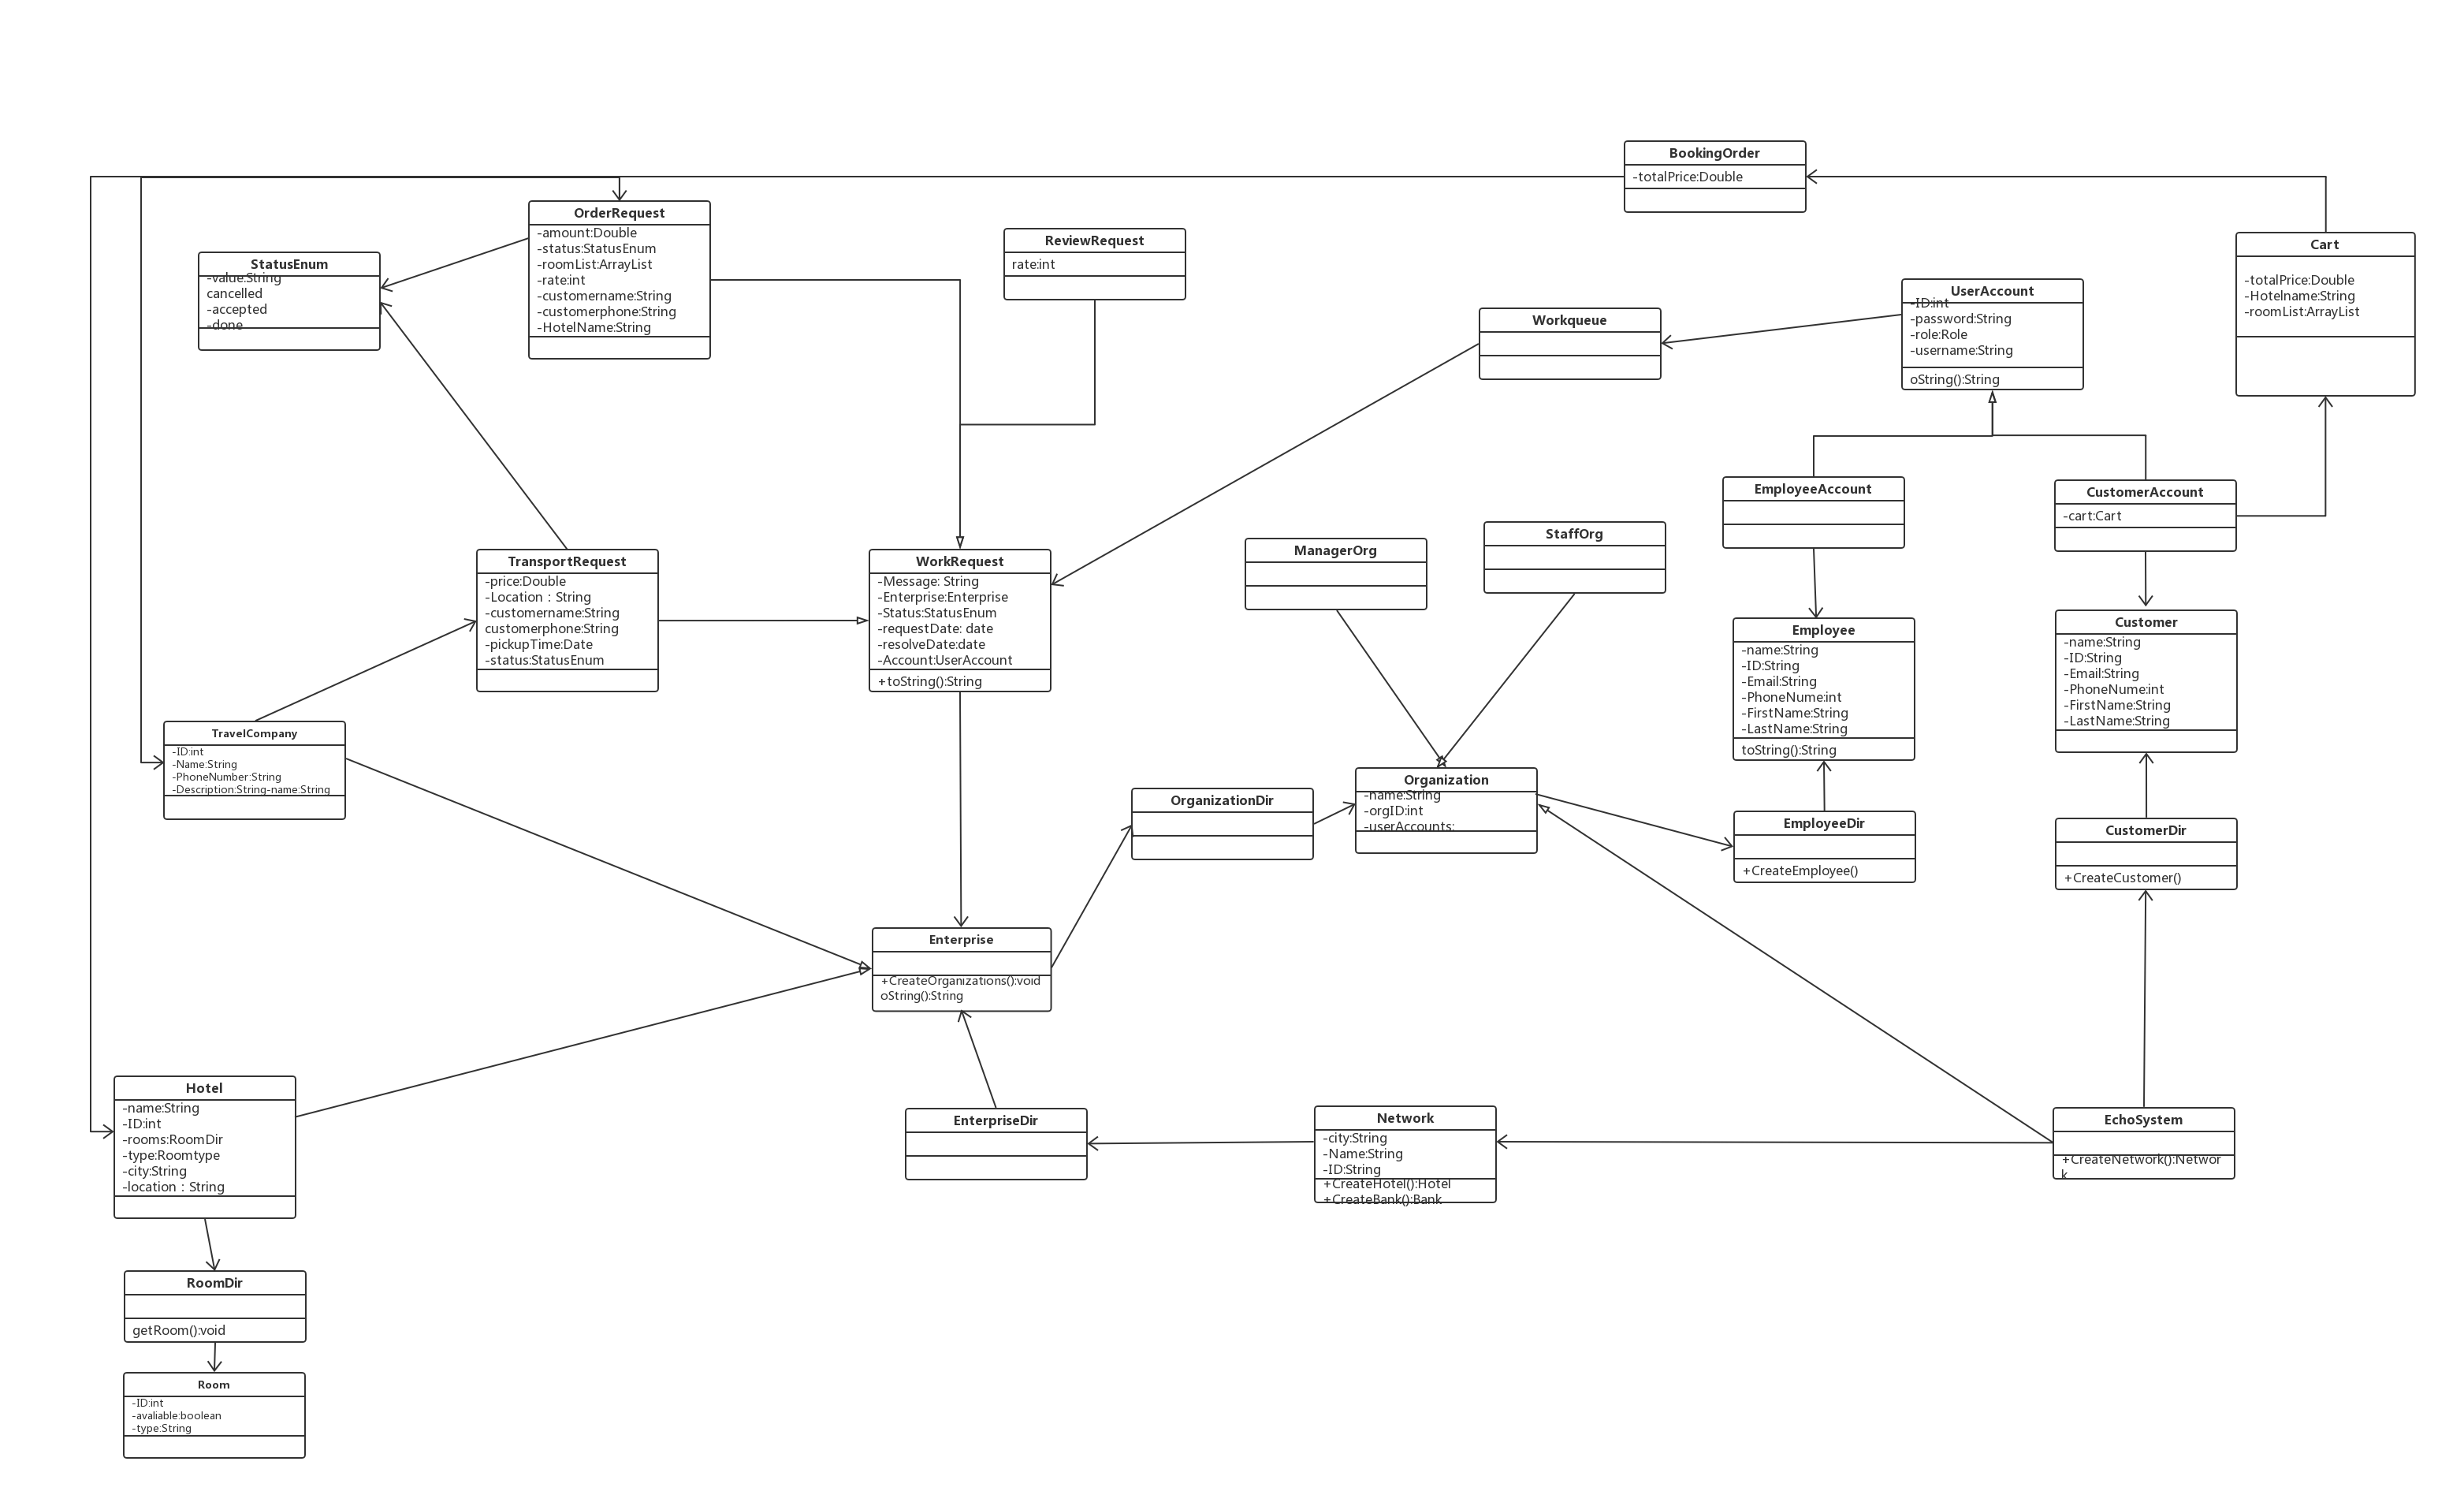 BookingOrder
-totalPrice:Double
OrderRequest
-amount:Double
-status:StatusEnum
-roomList:ArrayList
-rate:int
-customername:String
-customerphone:String
-HotelName:String
ReviewRequest
rate:int
Cart
-totalPrice:Double
-Hotelname:String
-roomList:ArrayList
StatusEnum
-value:String
cancelled
-accepted
-done
UserAccount
-ID:int
-password:String
-role:Role
-username:String
oString():String
Workqueue
EmployeeAccount
CustomerAccount
-cart:Cart
StaffOrg
ManagerOrg
TransportRequest
-price:Double
-Location：String
-customername:String
customerphone:String
-pickupTime:Date
-status:StatusEnum
WorkRequest
-Message: String
-Enterprise:Enterprise
-Status:StatusEnum
-requestDate: date
-resolveDate:date
-Account:UserAccount
+toString():String
Employee
-name:String
-ID:String
-Email:String
-PhoneNume:int
-FirstName:String
-LastName:String
toString():String
Customer
-name:String
-ID:String
-Email:String
-PhoneNume:int
-FirstName:String
-LastName:String
TravelCompany
-ID:int
-Name:String
-PhoneNumber:String
-Description:String-name:String
OrganizationDir
Organization
-name:String
-orgID:int
-userAccounts:
EmployeeDir
+CreateEmployee()
CustomerDir
+CreateCustomer()
Enterprise
+CreateOrganizations():void
oString():String
Hotel
-name:String
-ID:int
-rooms:RoomDir
-type:Roomtype
-city:String
-location：String
EnterpriseDir
Network
-city:String
-Name:String
-ID:String
+CreateHotel():Hotel
+CreateBank():Bank
EchoSystem
+CreateNetwork():Networ
k
RoomDir
getRoom():void
Room
-ID:int
-avaliable:boolean
-type:String